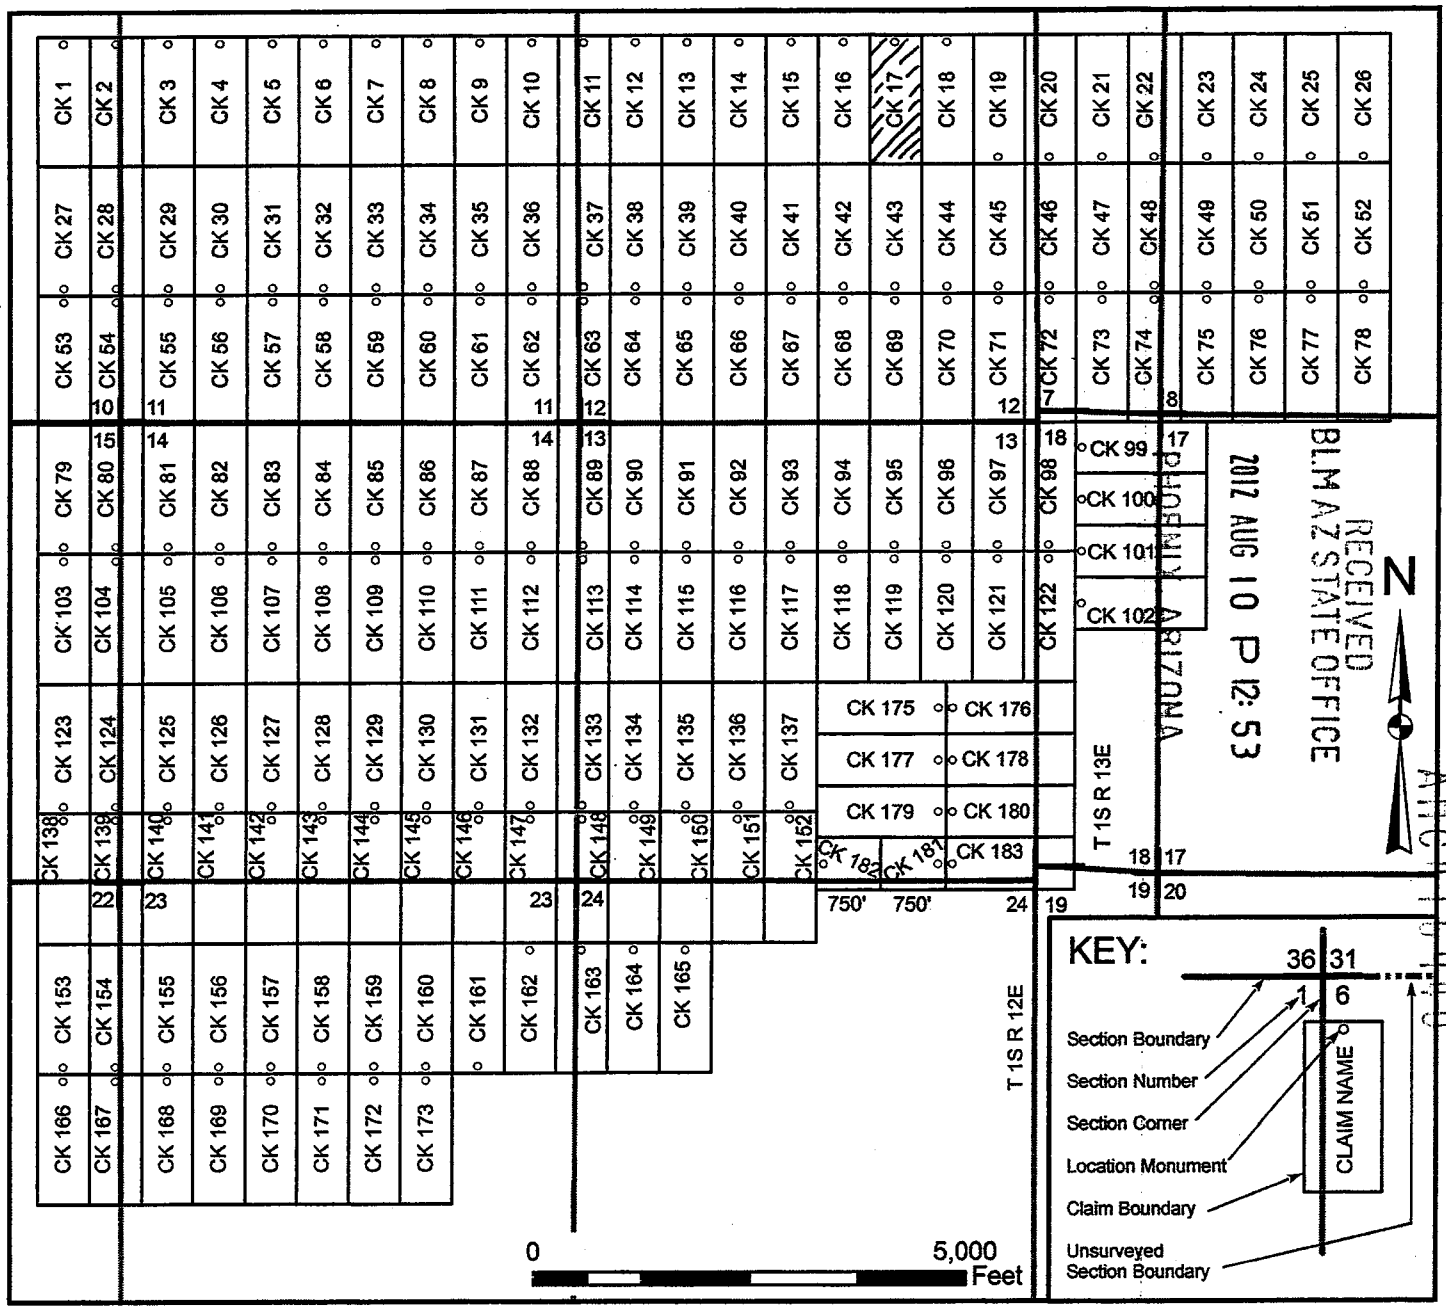 CK 1 CK 2 CK 3 CK 4 CK 5 CK 6 CK 7 CK 8 CK 9 CK 10 CK 11 CK 12 CK 13 CK 14 CK 15 CK 16 CK 17 CK 18 CK 19 CK 20 CK 21 CK 22 CK 23 CK 24 CK 25 CK 26
CK 27 CK 28 CK 29 CK 30 CK 31 CK 32 CK 33 CK 34 CK 35 CK 36 CK 37 CK 38 CK 39 CK 40 CK 41 CK 42 CK 43 CK 44 CK 45 CK 46 CK 47 CK 48 CK 49 CK 50 CK 51 CK 52
CK 53 CK 54 CK 55 CK 56 CK 57 CK 58 CK 59 CK 60 CK 61 CK 62 CK 63 CK 64 CK 65 CK 66 CK 67 CK 68 CK 69 CK 70 CK 71 CK 72 CK 73 CK 74 CK 75 CK 76 CK 77 CK 78
10 11 11 12 12 7 8
15 14 14 13 13 18 17
CK 79 CK 80 CK 81 CK 82 CK 83 CK 84 CK 85 CK 86 CK 87 CK 88 CK 89 CK 90 CK 91 CK 92 CK 93 CK 94 CK 95 CK 96 CK 97 CK 98
CK 99
CK 100
CK 101
CK 102
CK 103 CK 104 CK 105 CK 106 CK 107 CK 108 CK 109 CK 110 CK 111 CK 112 CK 113 CK 114 CK 115 CK 116 CK 117 CK 118 CK 119 CK 120 CK 121 CK 122
RECEIVED
BLM AZ STATE OFFICE
2012 AUG 10 P 12:53
PHOENIX, ARIZONA
N
CK 123 CK 124 CK 125 CK 126 CK 127 CK 128 CK 129 CK 130 CK 131 CK 132 CK 133 CK 134 CK 135 CK 136 CK 137
CK 175 CK 176
CK 177 CK 178
CK 179 CK 180
CK 182 CK 181 CK 183
T 1S R 13E
CK 138 CK 139 CK 140 CK 141 CK 142 CK 143 CK 144 CK 145 CK 146 CK 147 CK 148 CK 149 CK 150 CK 151 CK 152
18 17
19 20
22 23 23 24 750' 750' 24 19
CK 153 CK 154 CK 155 CK 156 CK 157 CK 158 CK 159 CK 160 CK 161 CK 162 CK 163 CK 164 CK 165
T 1S R 12E
CK 166 CK 167 CK 168 CK 169 CK 170 CK 171 CK 172 CK 173
0 5,000
Feet
KEY:
36 31
1 6
Section Boundary
Section Number
Section Corner
Location Monument
Claim Boundary
Unsurveyed
Section Boundary
CLAIM NAME